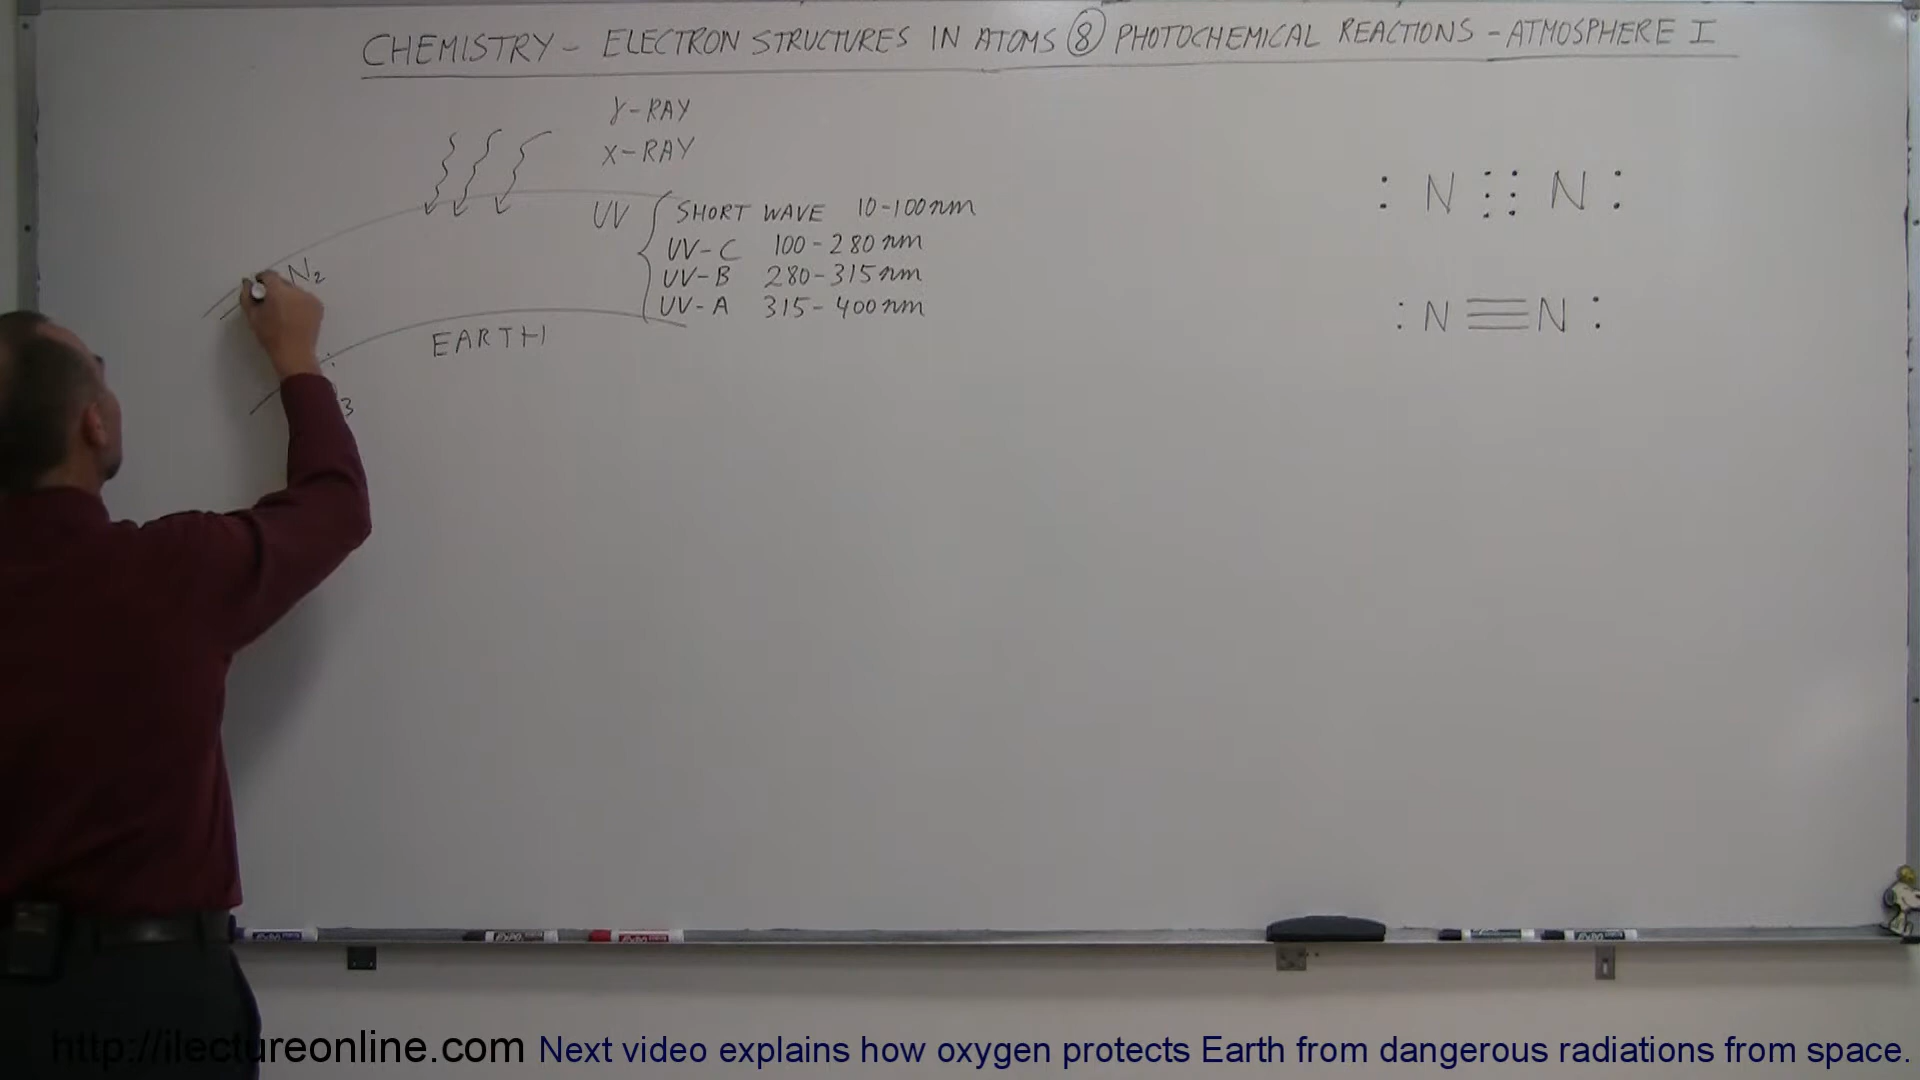 CHEMISTRY - ELECTRON STRUCTURES IN ATOMS ⑧ PHOTOCHEMICAL REACTIONS - ATMOSPHERE I
γ-RAY
X-RAY
UV { SHORT WAVE 10-100nm
UV-C 100-280nm
UV-B 280-315nm
UV-A 315-400nm
N₂
EARTH
3
: N ⋮⋮ N :
: N ≡ N :
http://ilectureonline.com Next video explains how oxygen protects Earth from dangerous radiations from space.